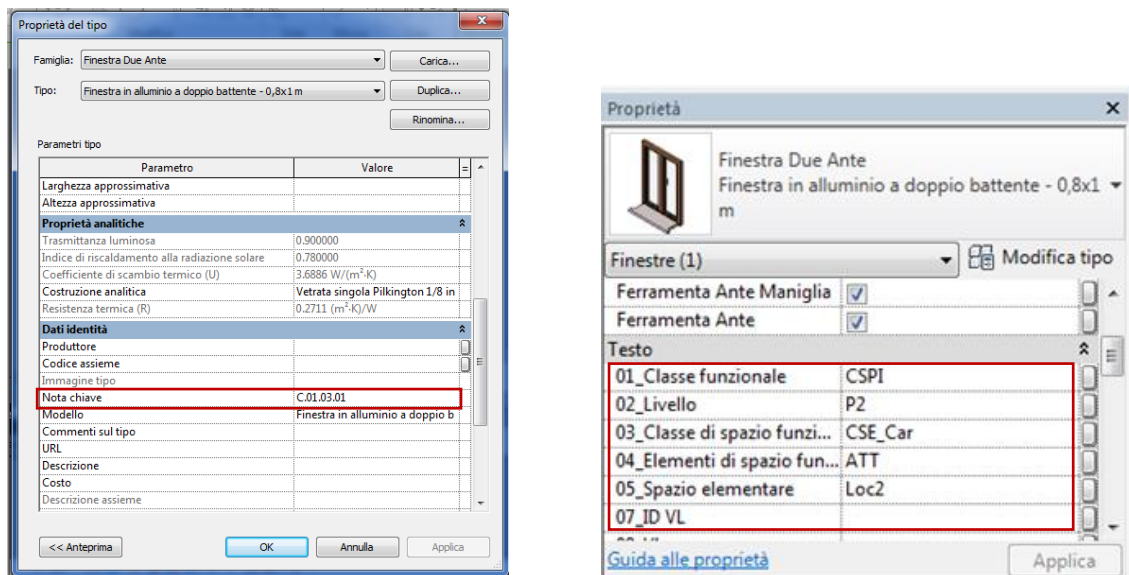 Proprietà del tipo
Famiglia: Finestra Due Ante Carica...
Tipo: Finestra in alluminio a doppio battente - 0,8x1 m Duplica...
Rinomina...
Parametri tipo
Parametro Valore =
Larghezza approssimativa
Altezza approssimativa
Proprietà analitiche
Trasmittanza luminosa 0.900000
Indice di riscaldamento alla radiazione solare 0.780000
Coefficiente di scambio termico (U) 3.6886 W/(m²·K)
Costruzione analitica Vetrata singola Pilkington 1/8 in
Resistenza termica (R) 0.2711 (m²·K)/W
Dati identità
Produttore
Codice assieme
Immagine tipo
Nota chiave C.01.03.01
Modello Finestra in alluminio a doppio b
Commenti sul tipo
URL
Descrizione
Costo
Descrizione assieme
<< Anteprima OK Annulla Applica
Proprietà
Finestra Due Ante
Finestra in alluminio a doppio battente - 0,8x1
m
Finestre (1) Modifica tipo
Ferramenta Ante Maniglia
Ferramenta Ante
Testo
01_Classe funzionale CSPI
02_Livello P2
03_Classe di spazio funzi... CSE_Car
04_Elementi di spazio fun... ATT
05_Spazio elementare Loc2
07_ID VL
Guida alle proprietà Applica